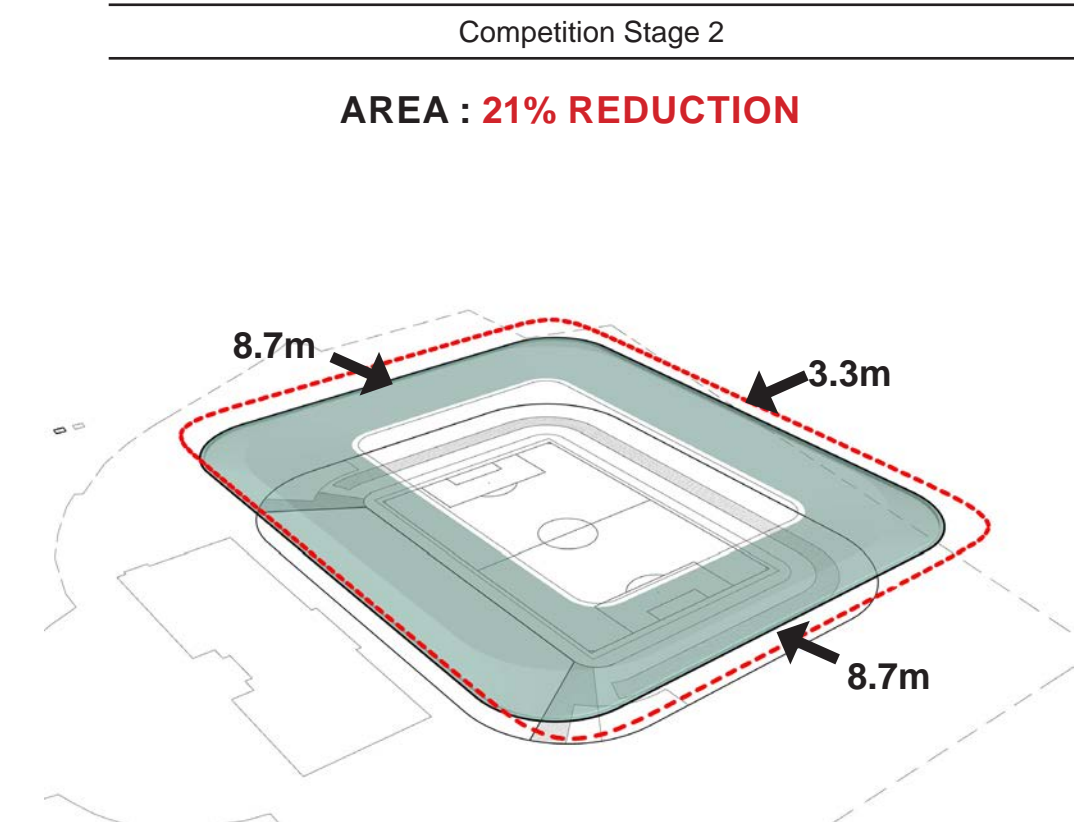 Competition Stage 2
AREA : 21% REDUCTION
8.7m
3.3m
8.7m